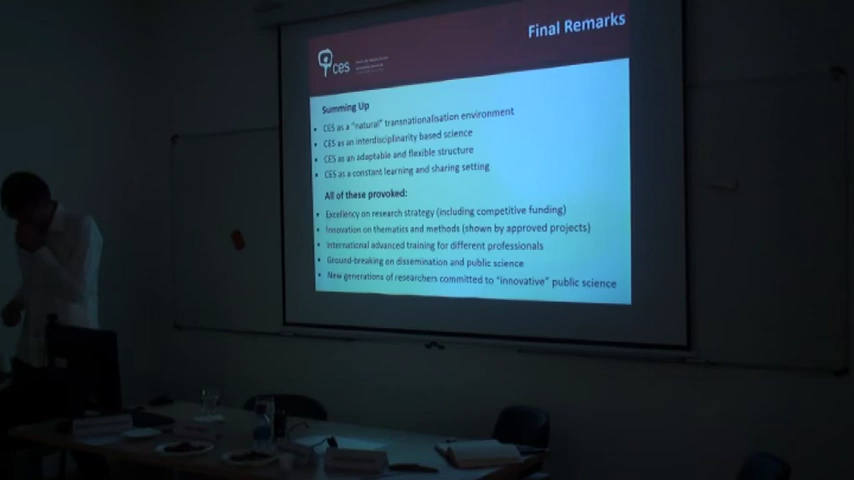 Final Remarks
ces
Summing Up
• CES as a "natural" transnationalisation environment
• CES as an interdisciplinarity based science
• CES as an adaptable and flexible structure
• CES as a constant learning and sharing setting
All of these provoked:
• Excellency on research strategy (including competitive funding)
• Innovation on thematics and methods (shown by approved projects)
• International advanced training for different professionals
• Ground-breaking on dissemination and public science
• New generations of researchers committed to "innovative" public science